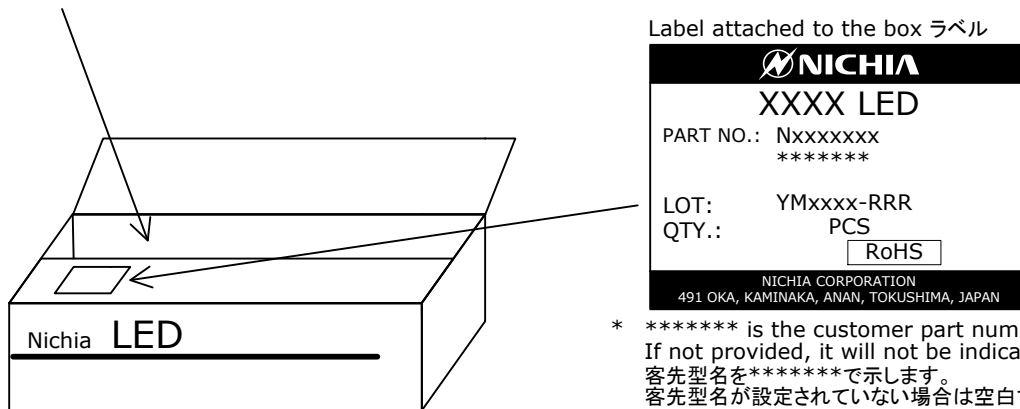 Label attached to the box ラベル
NICHIA
XXXX LED
PART NO.: Nxxxxxxx
*******
LOT: YMxxxx-RRR
QTY.: PCS
RoHS
NICHIA CORPORATION
491 OKA, KAMINAKA, ANAN, TOKUSHIMA, JAPAN
Nichia LED
* ******* is the customer part
If not provided, it will not be
客先型名を*******で示します。
客先型名が設定されていない場合は空白